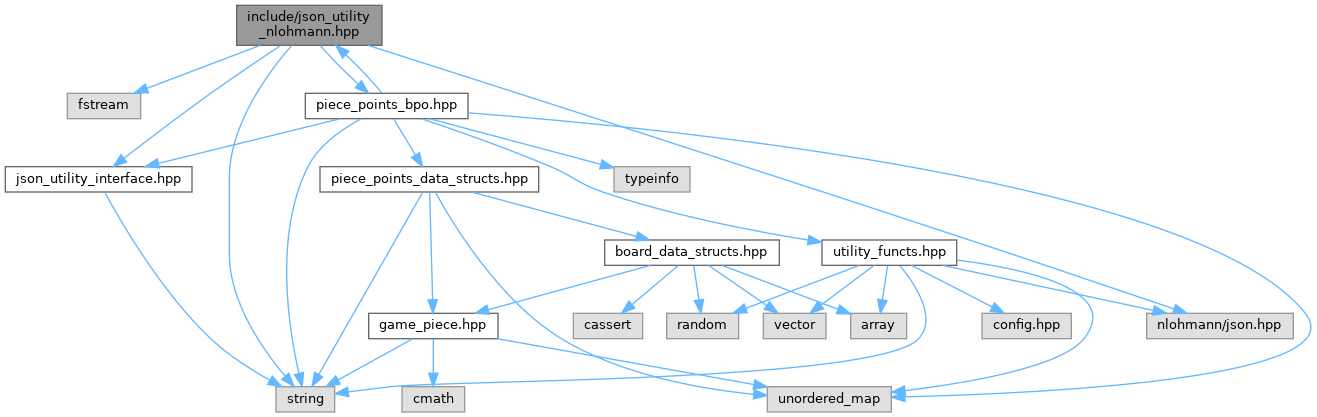 include/json_utility
_nlohmann.hpp
fstream
piece_points_bpo.hpp
json_utility_interface.hpp
piece_points_data_structs.hpp
typeinfo
board_data_structs.hpp
utility_functs.hpp
game_piece.hpp
cassert
random
vector
array
config.hpp
nlohmann/json.hpp
string
cmath
unordered_map